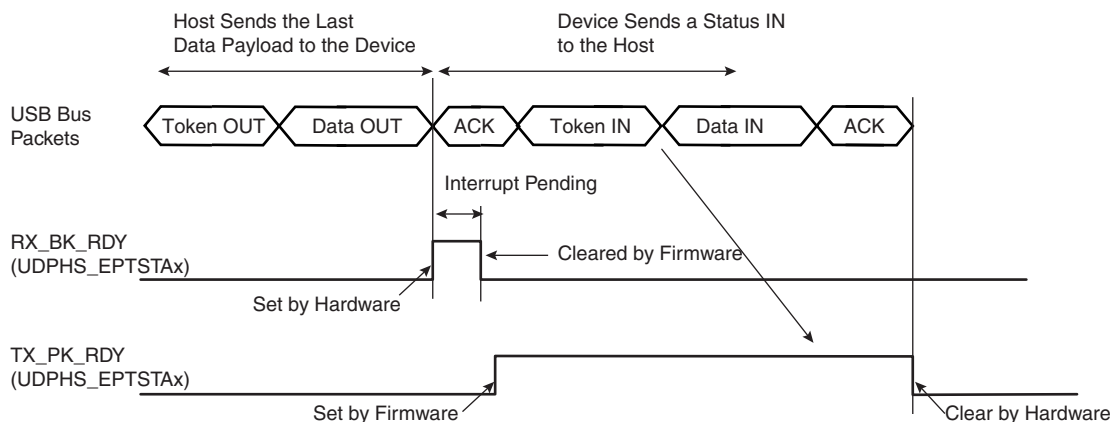 Host Sends the Last
Data Payload to the Device
Device Sends a Status IN
to the Host
USB Bus
Packets
Token OUT
Data OUT
ACK
Token IN
Data IN
ACK
Interrupt Pending
RX_BK_RDY
(UDPHS_EPTSTAx)
Cleared by Firmware
Set by Hardware
TX_PK_RDY
(UDPHS_EPTSTAx)
Set by Firmware
Clear by Hardware